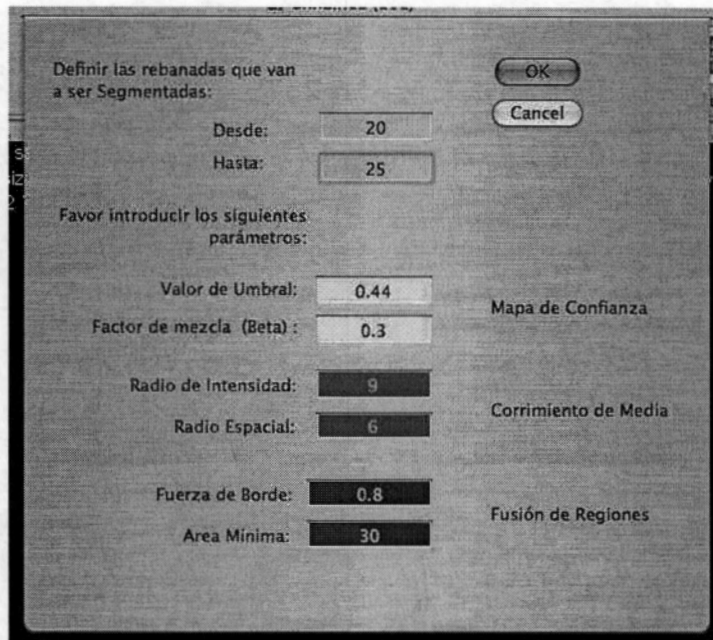 Definir las rebanadas que van
a ser Segmentadas:
OK
Cancel
Desde: 20
Hasta: 25
Favor introducir los siguientes
parámetros:
Valor de Umbral: 0.44
Factor de mezcla (Beta) : 0.3
Mapa de Confianza
Radio de Intensidad: 9
Radio Espacial: 6
Corrimiento de Media
Fuerza de Borde: 0.8
Area Mínima: 30
Fusión de Regiones